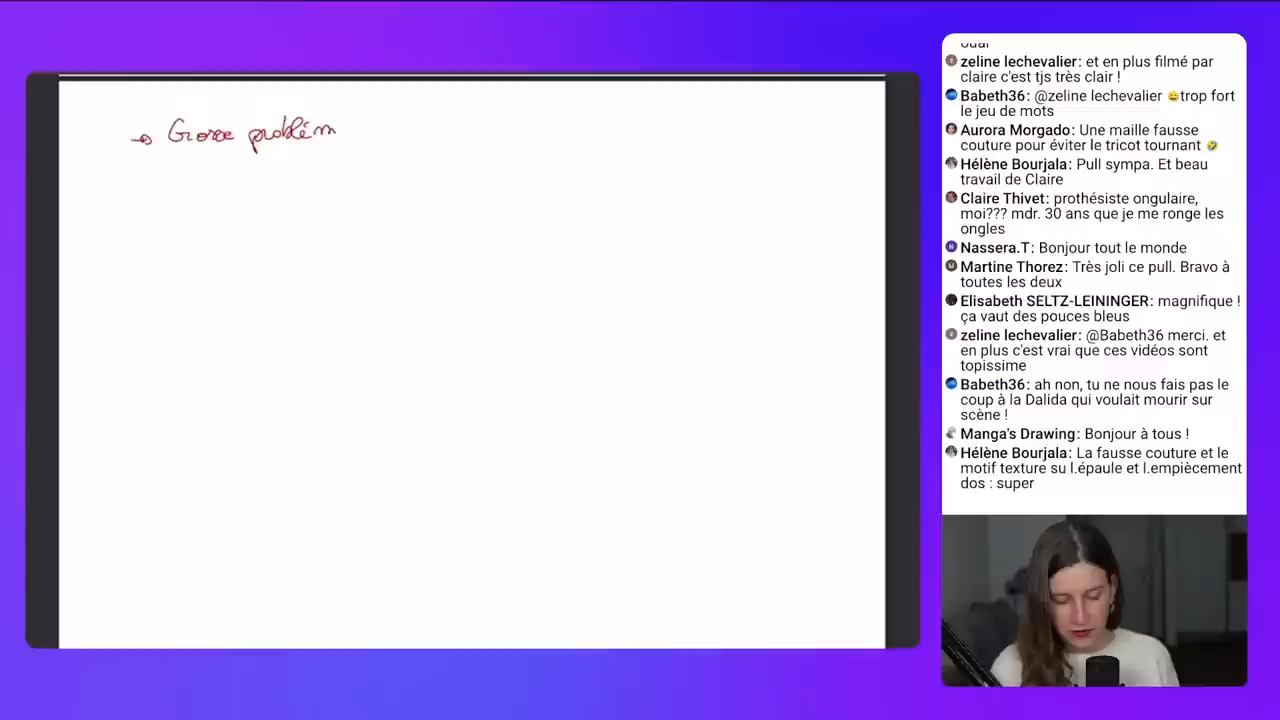 → Grosse problém
ouai
zeline lechevalier: et en plus filmé par
claire c'est tjs très clair !
Babeth36: @zeline lechevalier 😄trop fort
le jeu de mots
Aurora Morgado: Une maille fausse
couture pour éviter le tricot tournant 🤣
Hélène Bourjala: Pull sympa. Et beau
travail de Claire
Claire Thivet: prothésiste ongulaire,
moi??? mdr. 30 ans que je me ronge les
ongles
Nassera.T: Bonjour tout le monde
Martine Thorez: Très joli ce pull. Bravo à
toutes les deux
Elisabeth SELTZ-LEININGER: magnifique !
ça vaut des pouces bleus
zeline lechevalier: @Babeth36 merci. et
en plus c'est vrai que ces vidéos sont
topissime
Babeth36: ah non, tu ne nous fais pas le
coup à la Dalida qui voulait mourir sur
scène !
Manga's Drawing: Bonjour à tous !
Hélène Bourjala: La fausse couture et le
motif texture su l.épaule et l.empiècement
dos : super